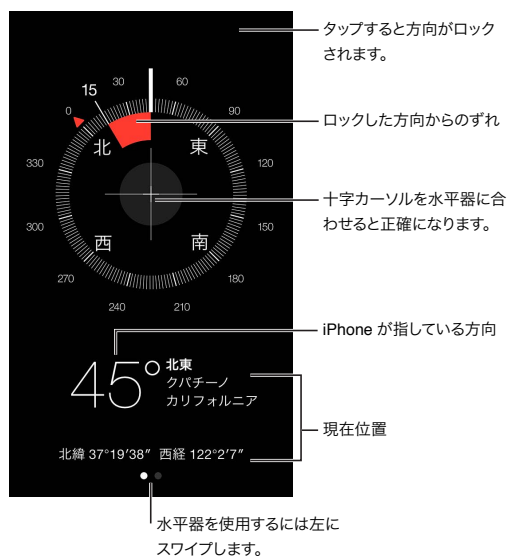 タップすると方向がロック
されます。
30
60
15
0
90
ロックした方向からのずれ
北
東
330
120
十字カーソルを水平器に合
わせると正確になります。
300
150
西
南
270
180
240
210
iPhone が指している方向
45°
北東
クパチーノ
カリフォルニア
現在位置
北緯 37°19′38″ 西経 122°2′7″
水平器を使用するには左に
スワイプします。